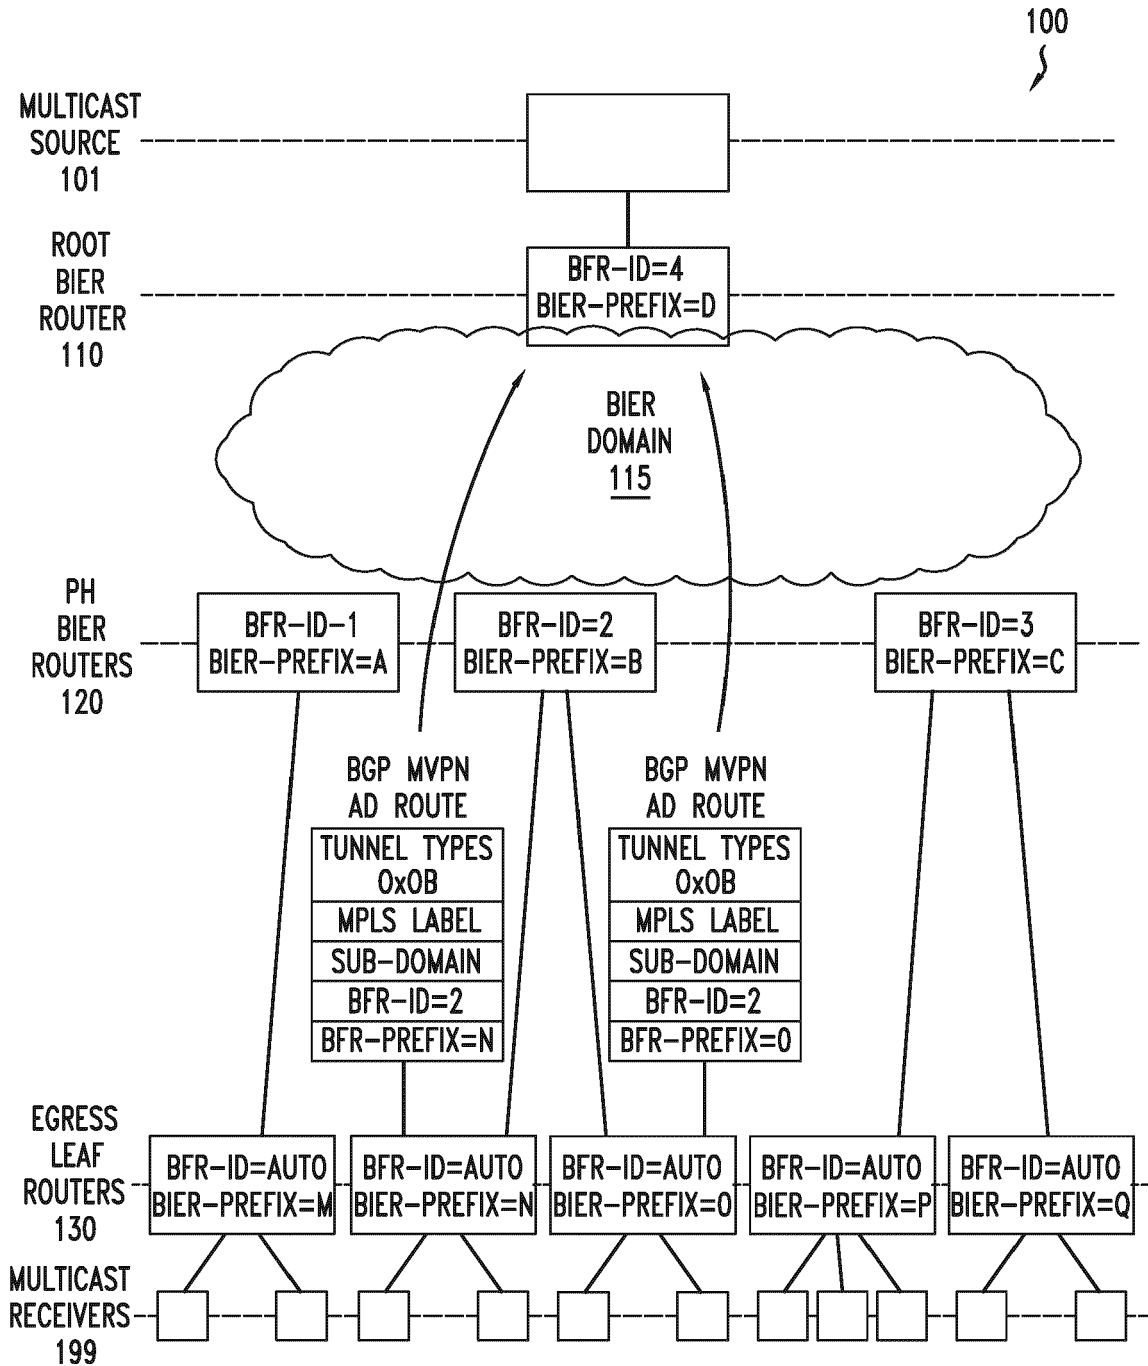 100
MULTICAST
SOURCE
101
ROOT
BIER
ROUTER
110
BFR-ID=4
BIER-PREFIX=D
BIER
DOMAIN
115
PH
BIER
ROUTERS
120
BFR-ID-1
BIER-PREFIX=A
BFR-ID=2
BIER-PREFIX=B
BFR-ID=3
BIER-PREFIX=C
BGP MVPN
AD ROUTE
TUNNEL TYPES
0x0B
MPLS LABEL
SUB-DOMAIN
BFR-ID=2
BFR-PREFIX=N
BGP MVPN
AD ROUTE
TUNNEL TYPES
0x0B
MPLS LABEL
SUB-DOMAIN
BFR-ID=2
BFR-PREFIX=O
EGRESS
LEAF
ROUTERS
130
BFR-ID=AUTO
BIER-PREFIX=M
BFR-ID=AUTO
BIER-PREFIX=N
BFR-ID=AUTO
BIER-PREFIX=O
BFR-ID=AUTO
BIER-PREFIX=P
BFR-ID=AUTO
BIER-PREFIX=Q
MULTICAST
RECEIVERS
199